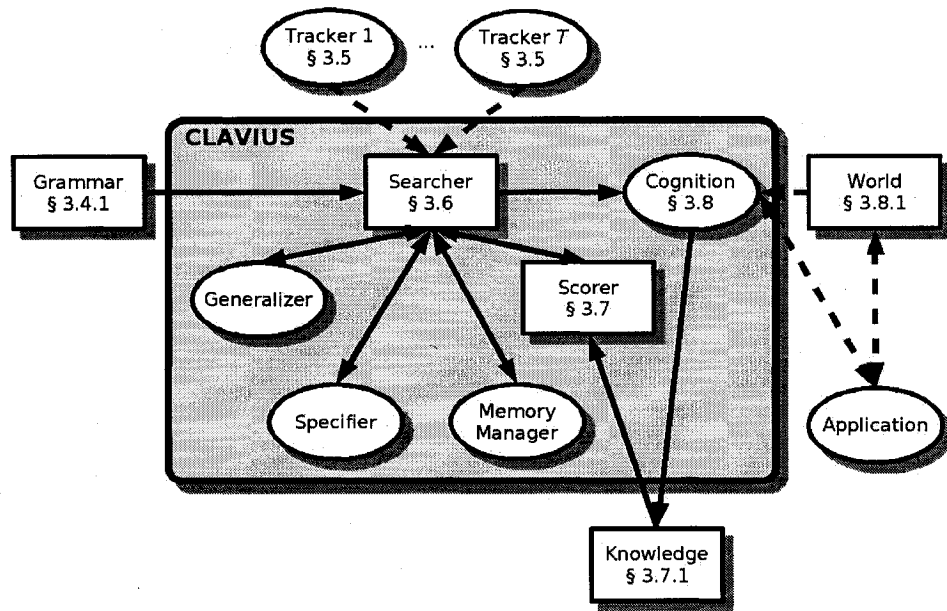 Tracker 1
§ 3.5
...
Tracker T
§ 3.5
CLAVIUS
Grammar
§ 3.4.1
Searcher
§ 3.6
Cognition
§ 3.8
World
§ 3.8.1
Generalizer
Scorer
§ 3.7
Specifier
Memory
Manager
Application
Knowledge
§ 3.7.1